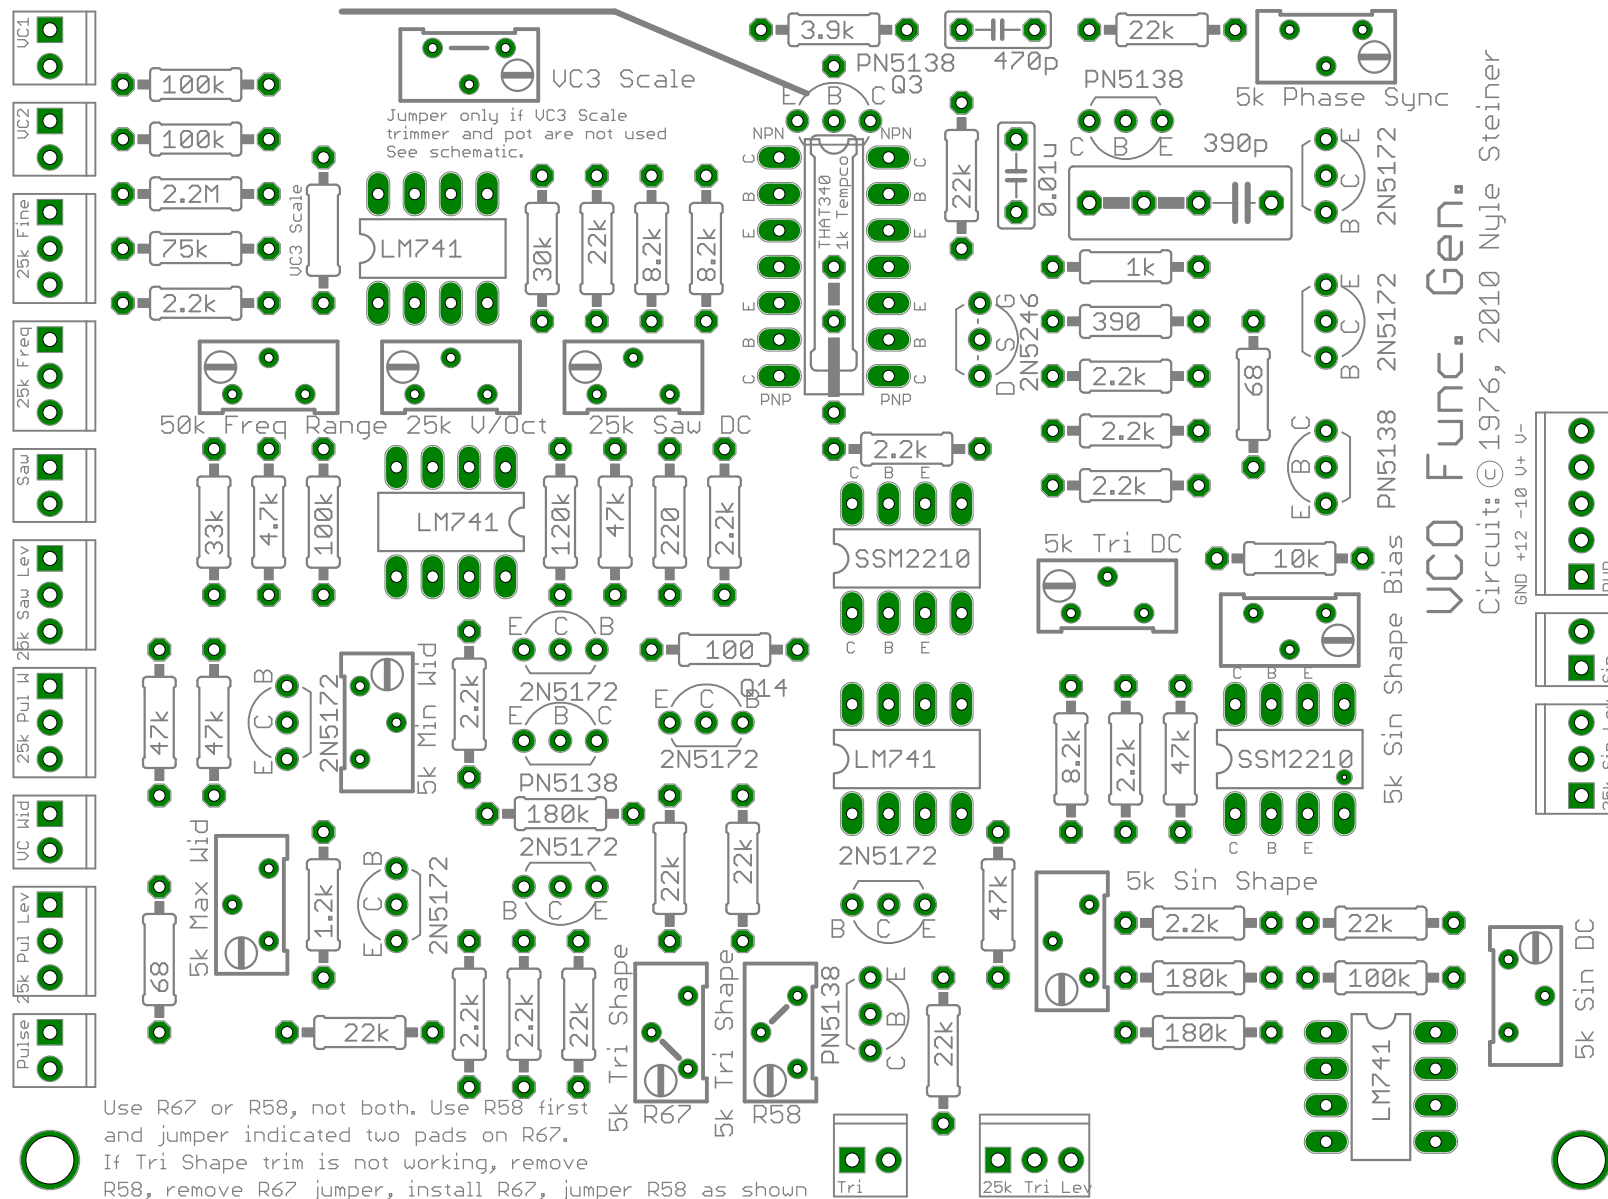 VC1
100k
VC3 Scale
Jumper only if VC3 Scale
trimmer and pot are not used
See schematic.
3.9k
470p
22k
PN5138
Q3
E B C
PN5138
C B E
5k Phase Sync
VC2
100k
2.2M
25k Fine
75k
2.2k
VC3 Scale
LM741
30k
22k
8.2k
8.2k
NPN
NPN
C
B
E
E
B
C
PNP
C
B
E
E
B
C
PNP
THAT340
1k Tempco
22k
0.01u
390p
E
C
B
2N5172
1k
390
2.2k
2.2k
2.2k
G
S
D
2N5246
68
E
C
B
2N5172
C
B
E
PN5138
VCO Func. Gen.
Circuit: © 1976, 2010 Nyle Steiner
GND +12 -10 V+ V-
25k Freq
50k Freq Range
25k V/Oct
25k Saw DC
Saw
33k
4.7k
100k
LM741
120k
47k
220
2.2k
2.2k
C B E
SSM2210
C B E
5k Tri DC
10k
5k Sin Shape Bias
25k Saw Lev
25k Pul W
47k
47k
B
C
E
2N5172
5k Min Wid
2.2k
E C B
2N5172
E B C
PN5138
100
Q14
E C B
2N5172
LM741
8.2k
2.2k
47k
C B E
SSM2210
C B E
Sin
25k Sin Lev
VC Wid
5k Max Wid
1.2k
B
C
E
2N5172
180k
2N5172
B C E
22k
22k
2N5172
B C E
47k
5k Sin Shape
2.2k
22k
180k
100k
180k
5k Sin DC
25k Pul Lev
68
Pulse
22k
2.2k
2.2k
22k
5k Tri Shape
R67
5k Tri Shape
R58
PN5138
E
B
C
22k
LM741
Use R67 or R58, not both. Use R58 first
and jumper indicated two pads on R67.
If Tri Shape trim is not working, remove
R58, remove R67 jumper, install R67, jumper R58 as shown
Tri
25k Tri Lev